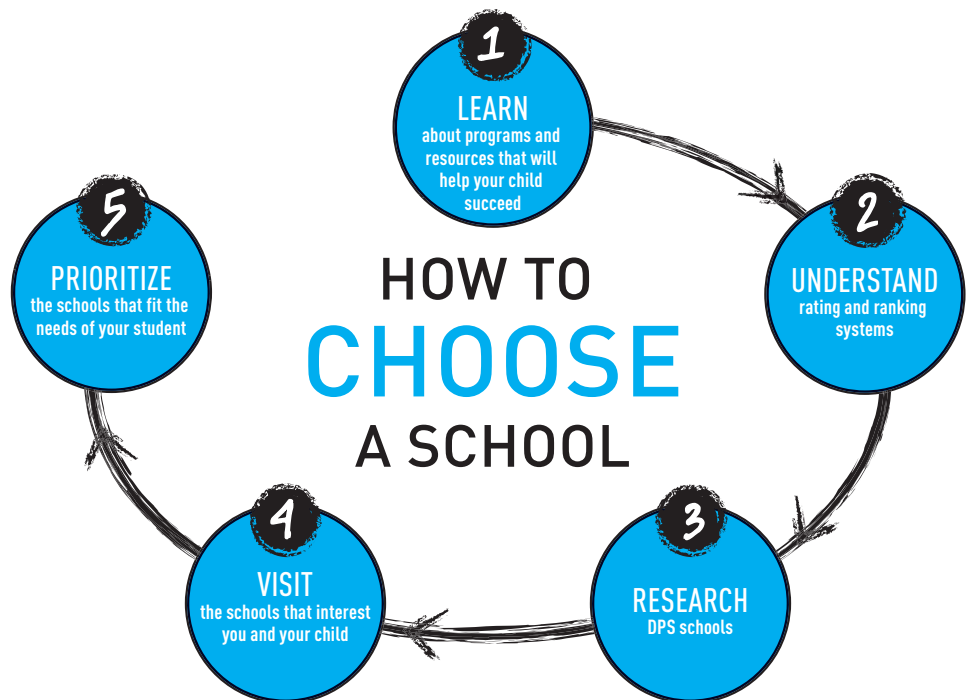 HOW TO
CHOOSE
A SCHOOL
1
LEARN
about programs and
resources that will
help your child
succeed
2
UNDERSTAND
rating and ranking
systems
3
RESEARCH
DPS schools
4
VISIT
the schools that interest
you and your child
5
PRIORITIZE
the schools that fit the
needs of your student